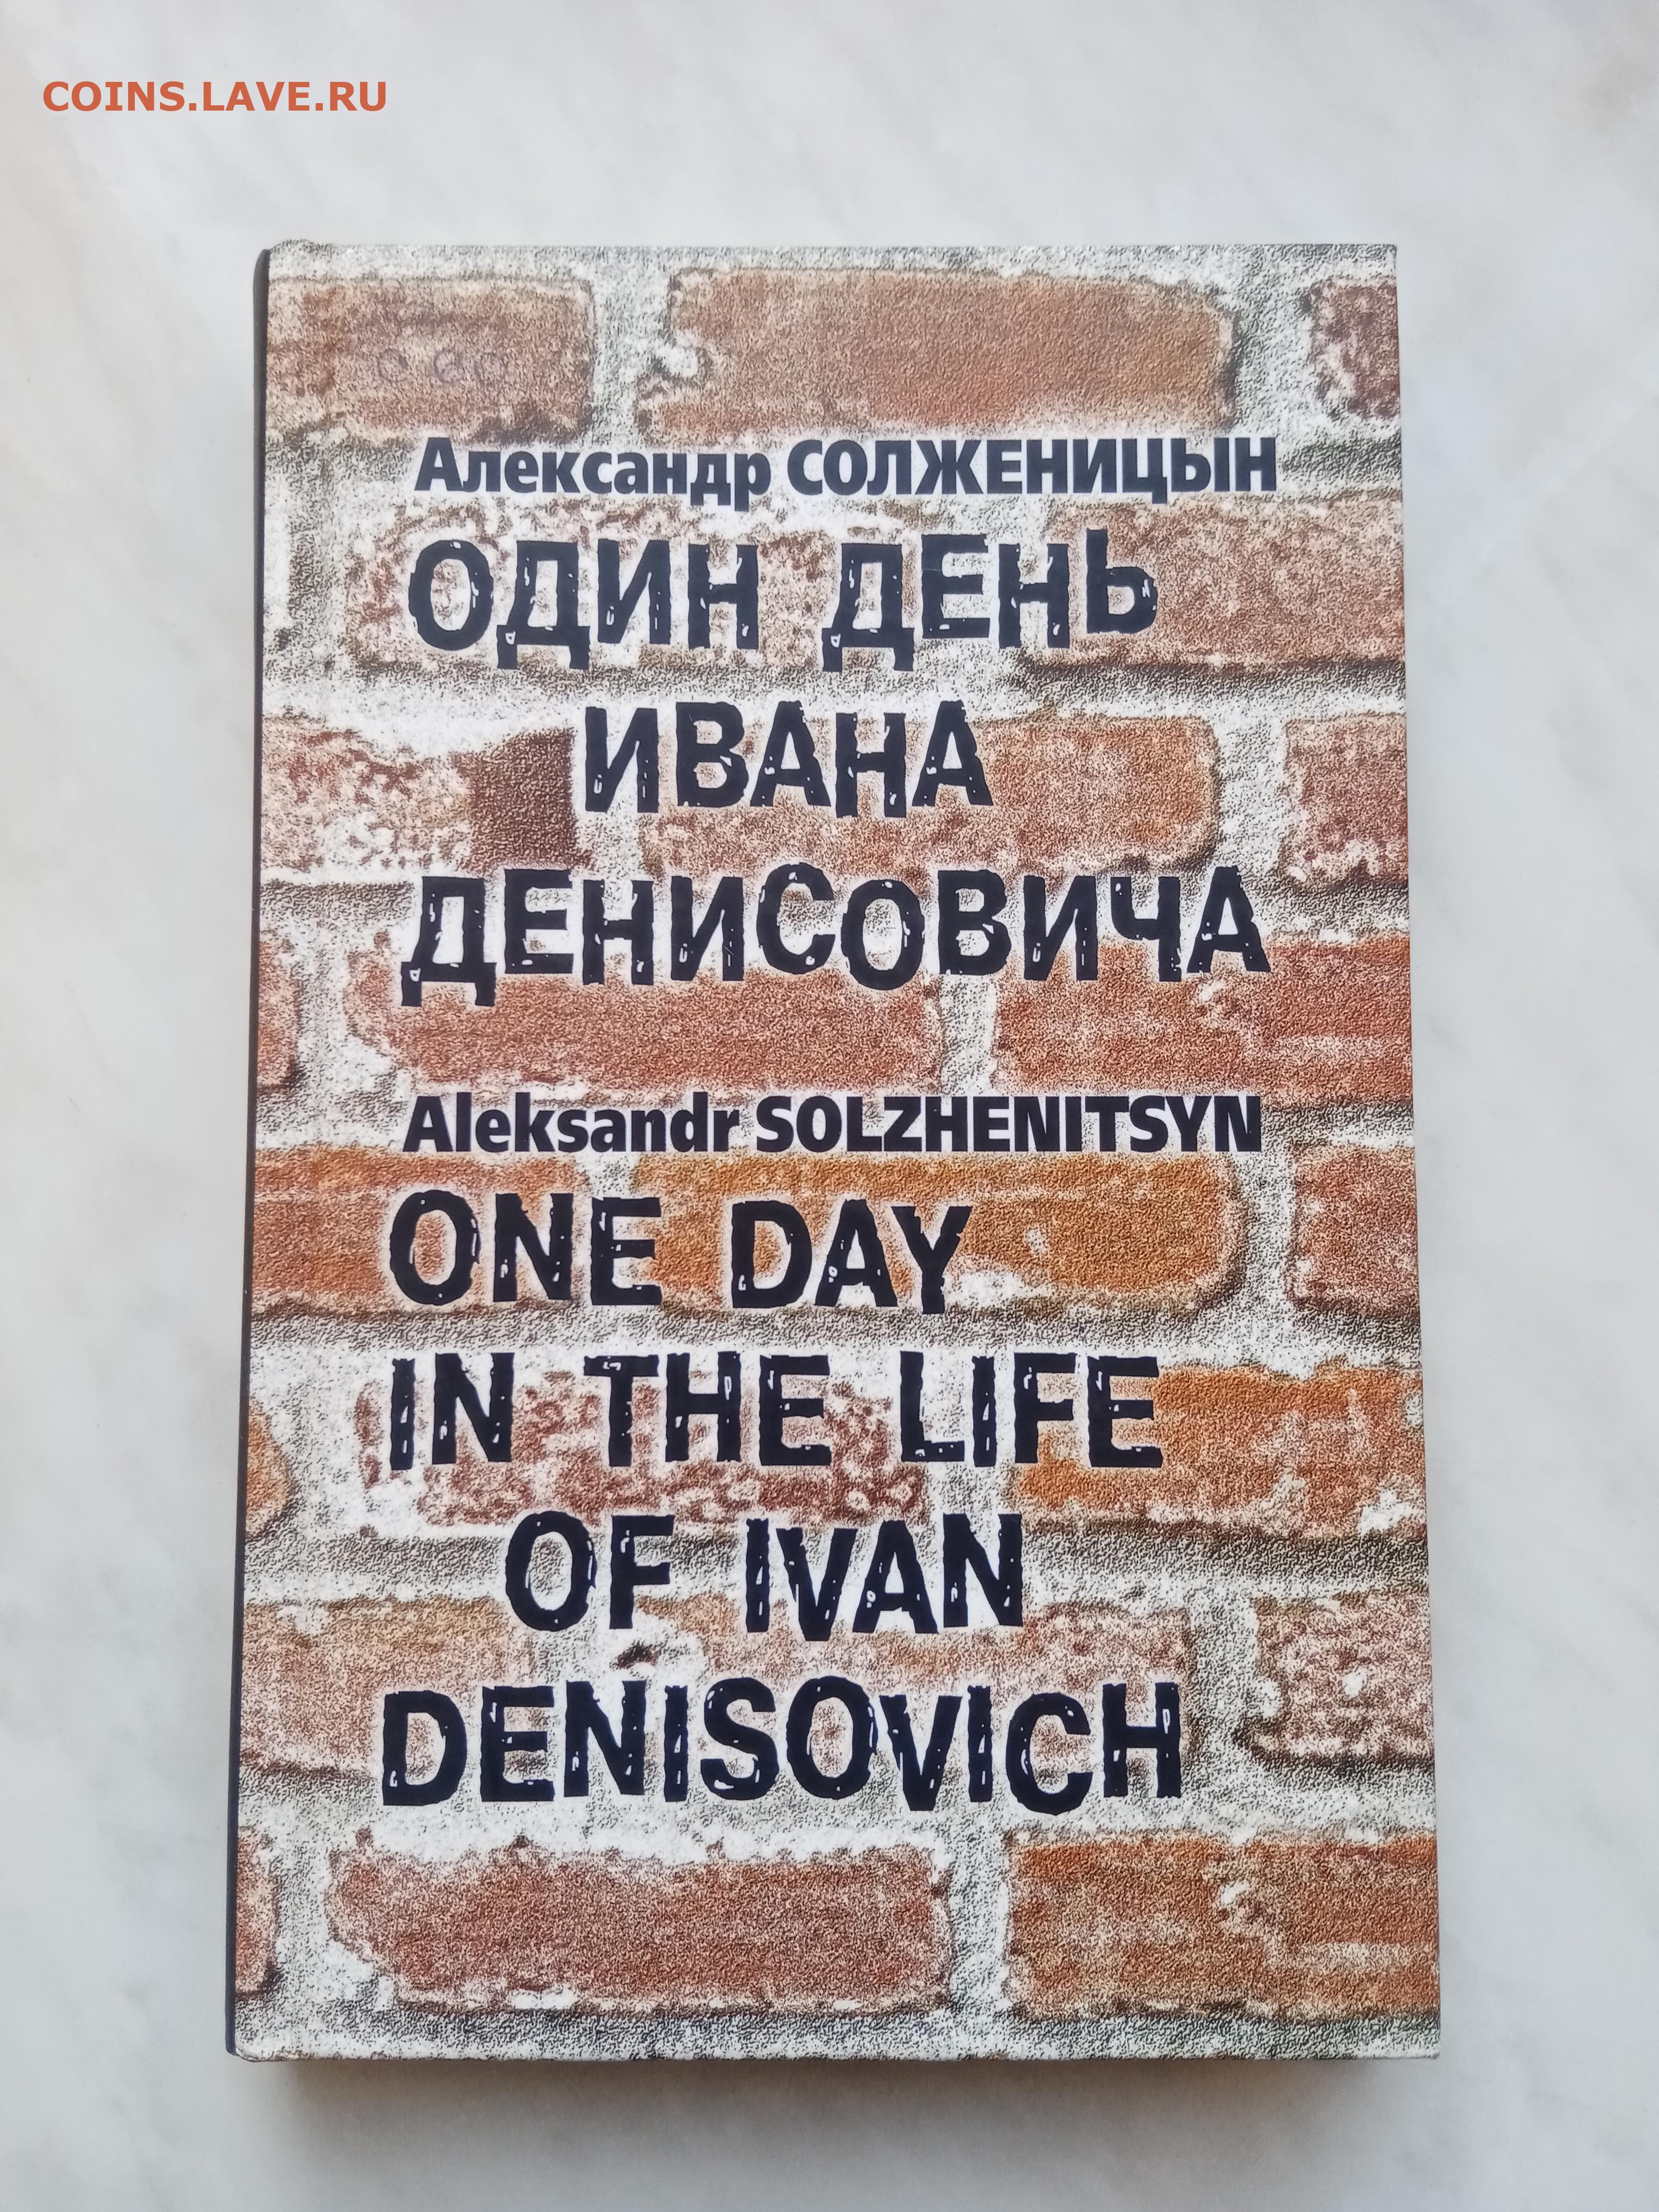 COINS.LAVE.RU
Александр СОЛЖЕНИЦЫН
ОДИН ДЕНЬ
ИВАНА
ДЕНИСОВИЧА
Aleksandr SOLZHENITSYN
ONE DAY
IN THE LIFE
OF IVAN
DENISOVICH